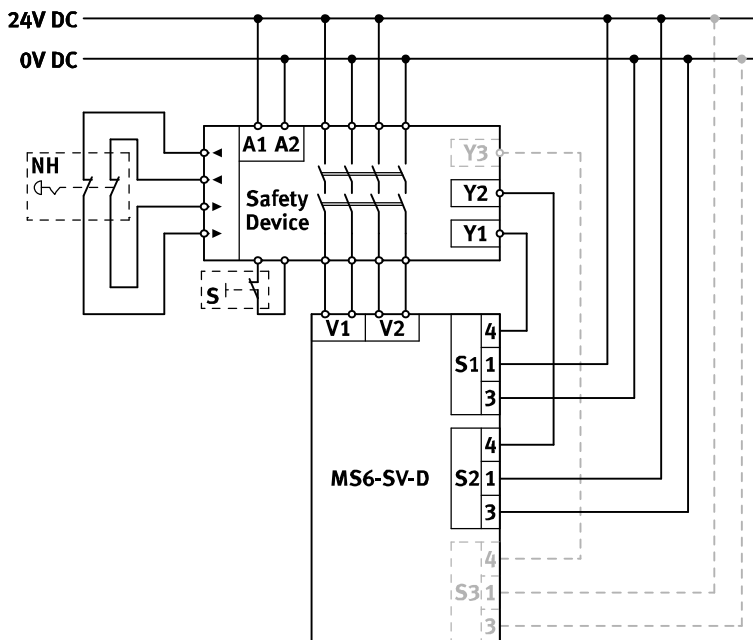 24V DC
0V DC
NH
A1 A2
Y3
Safety
Device
Y2
Y1
S
V1 V2
4
S1 1
3
4
MS6-SV-D
S2 1
3
4
S3 1
3